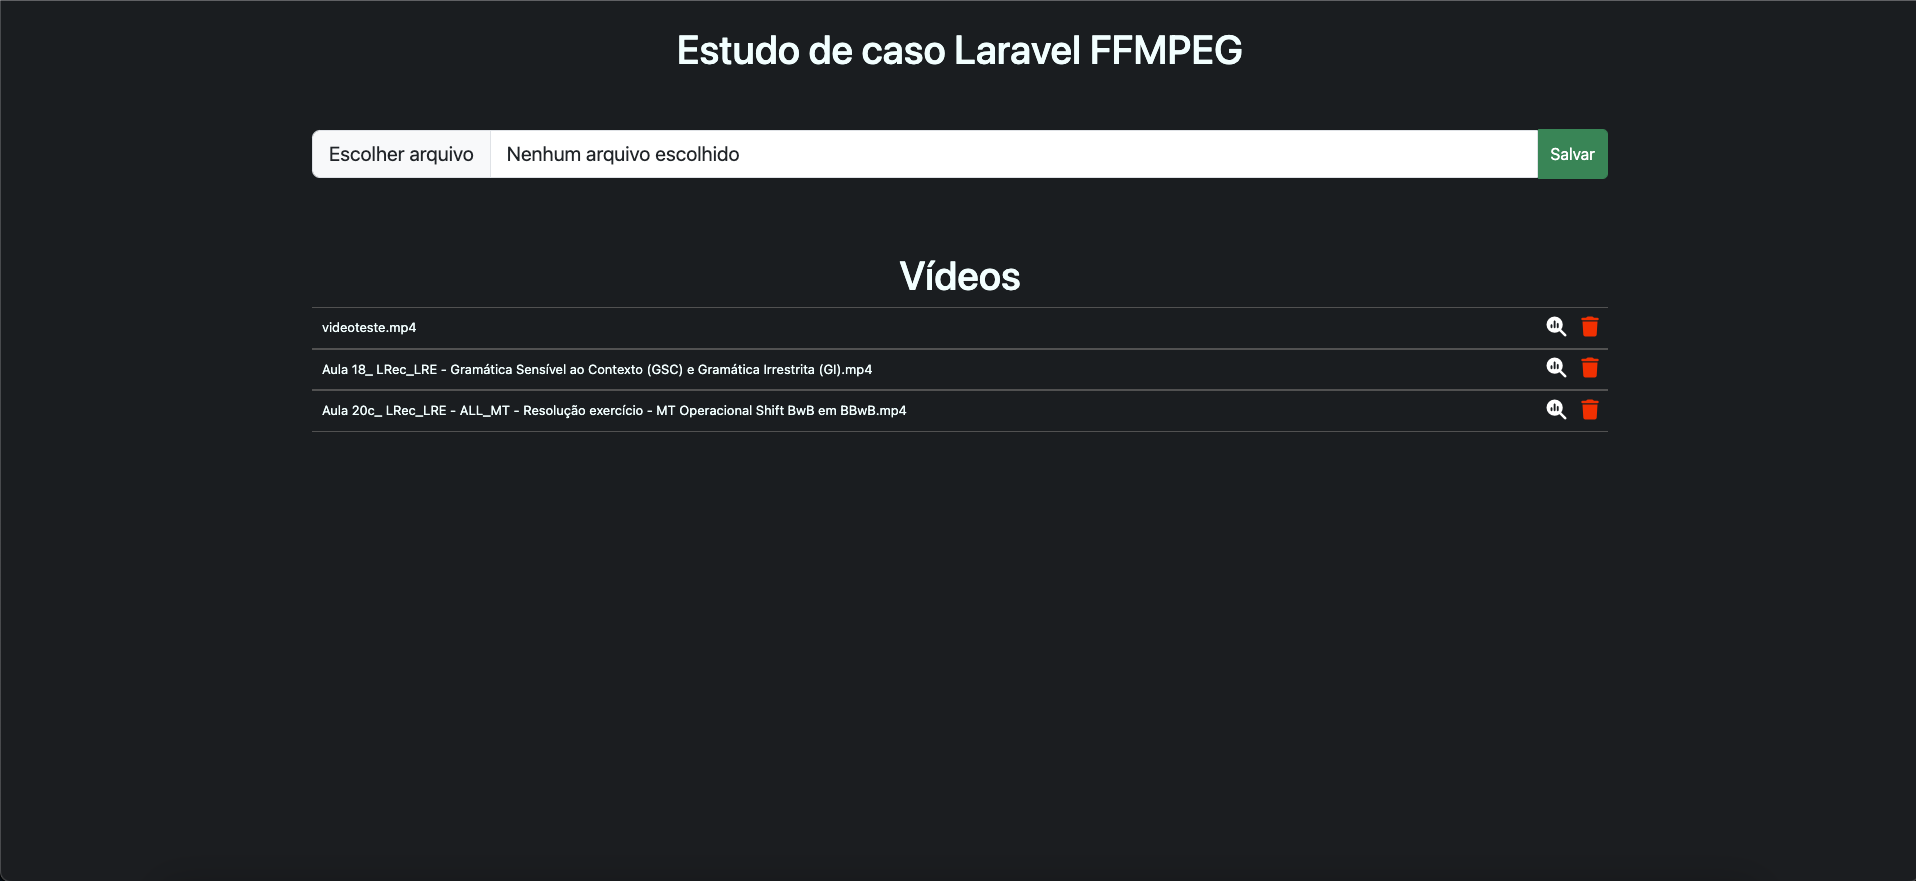 Estudo de caso Laravel FFMPEG
Escolher arquivo Nenhum arquivo escolhido Salvar
Vídeos
videoteste.mp4
Aula 18_ LRec_LRE - Gramática Sensível ao Contexto (GSC) e Gramática Irrestrita (GI).mp4
Aula 20c_ LRec_LRE - ALL_MT - Resolução exercício - MT Operacional Shift BwB em BBwB.mp4